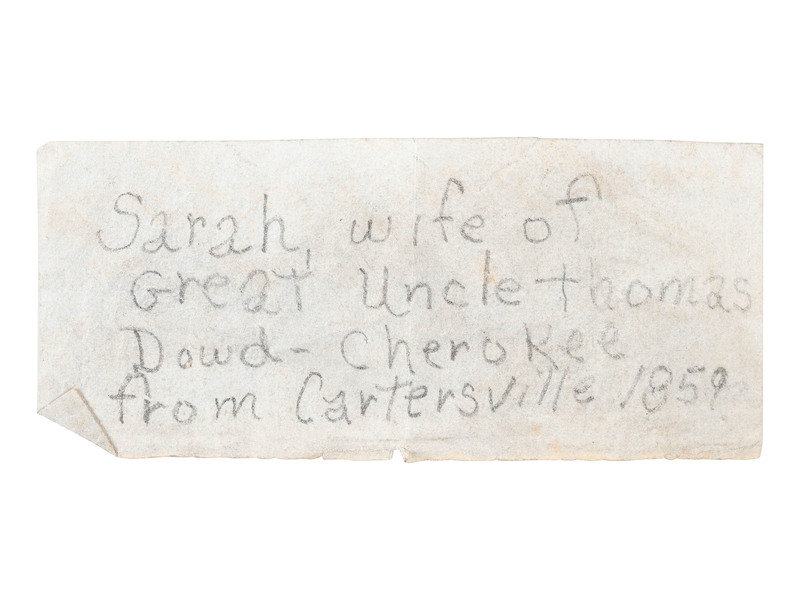 Sarah, wife of
Great Uncle thomas
Dowd - Cherokee
from Cartersville 1859